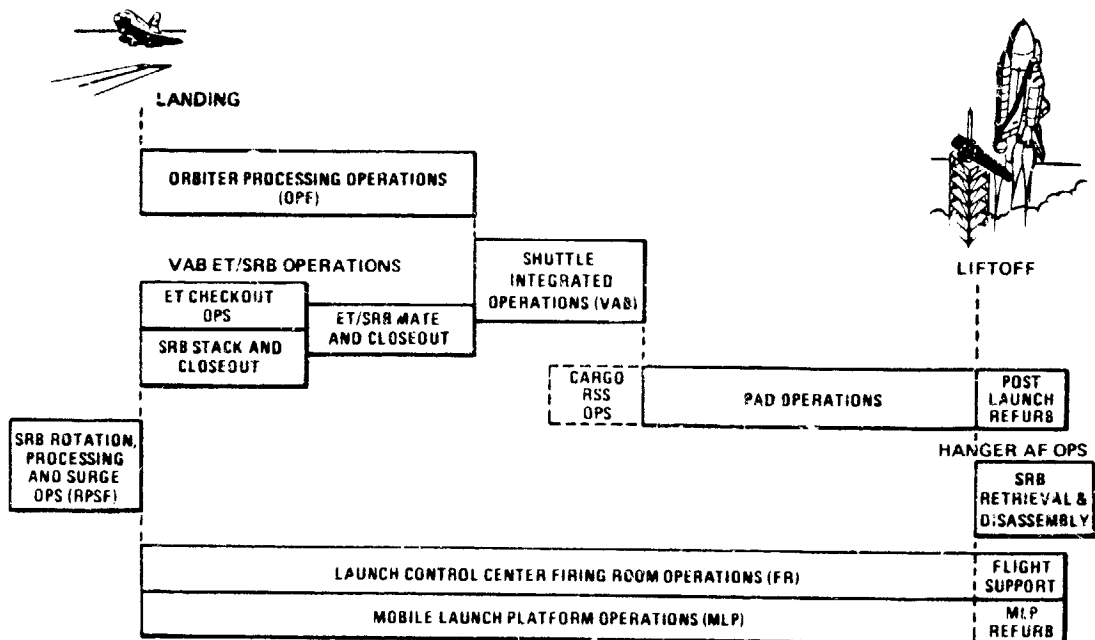 LANDING
ORBITER PROCESSING OPERATIONS
(OPF)
VAB ET/SRB OPERATIONS
ET CHECKOUT
OPS
SRB STACK AND
CLOSEOUT
ET/SRB MATE
AND CLOSEOUT
SHUTTLE
INTEGRATED
OPERATIONS (VAB)
LIFTOFF
CARGO
RSS
OPS
PAD OPERATIONS
POST
LAUNCH
REFURB
SRB ROTATION,
PROCESSING
AND SURGE
OPS (RPSF)
HANGER AF OPS
SRB
RETRIEVAL &
DISASSEMBLY
LAUNCH CONTROL CENTER FIRING ROOM OPERATIONS (FR)
FLIGHT
SUPPORT
MOBILE LAUNCH PLATFORM OPERATIONS (MLP)
MLP
REFURB